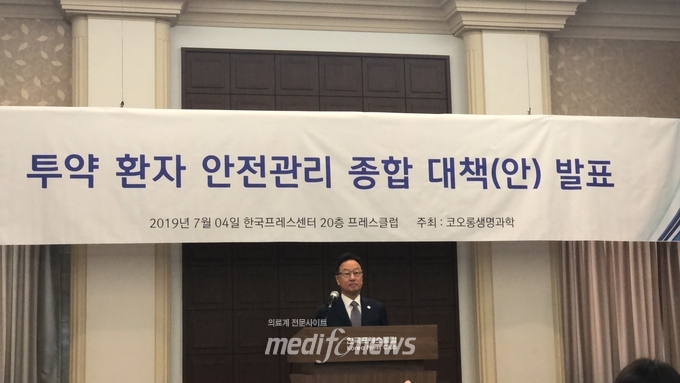 투약 환자 안전관리 종합 대책(안) 발표
2019년 7월 04일 한국프레스센터 20층 프레스클럽 주최 : 코오롱생명과학
의료계 전문사이트
medifonews